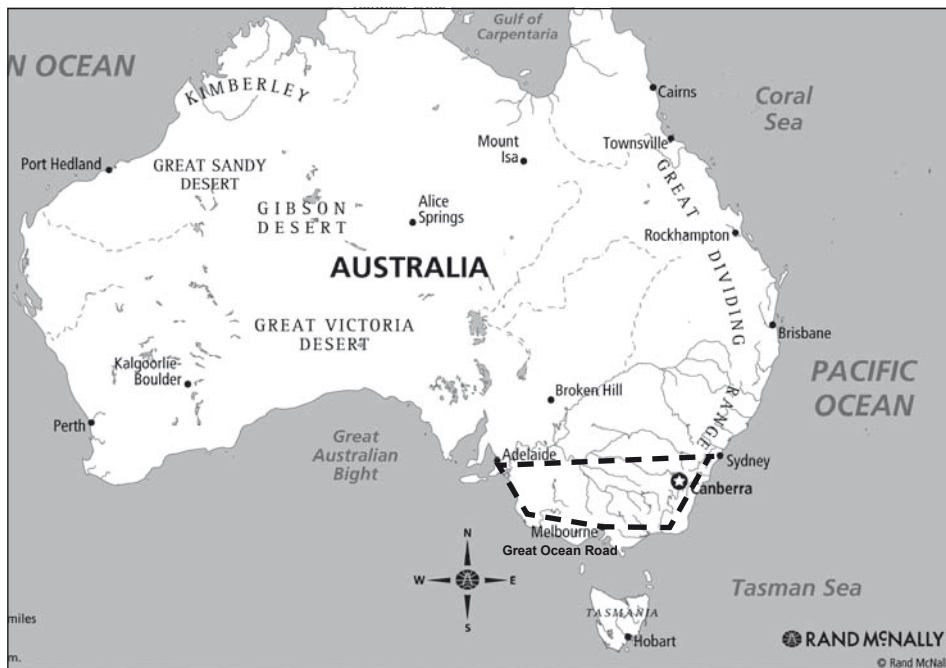 Gulf of
Carpentaria
N OCEAN
KIMBERLEY
Cairns
Coral
Sea
Port Hedland
GREAT SANDY
DESERT
Mount
Isa
Townsville
GREAT DIVIDING RANGE
GIBSON
DESERT
Alice
Springs
Rockhampton
AUSTRALIA
GREAT VICTORIA
DESERT
Brisbane
Kalgoorlie-
Boulder
PACIFIC
OCEAN
Broken Hill
Perth
Great
Australian
Bight
Adelaide
Sydney
Canberra
Melbourne
Great Ocean Road
N
W
E
S
Tasman Sea
TASMANIA
miles
Hobart
RAND MCNALLY
m.
© Rand McNall